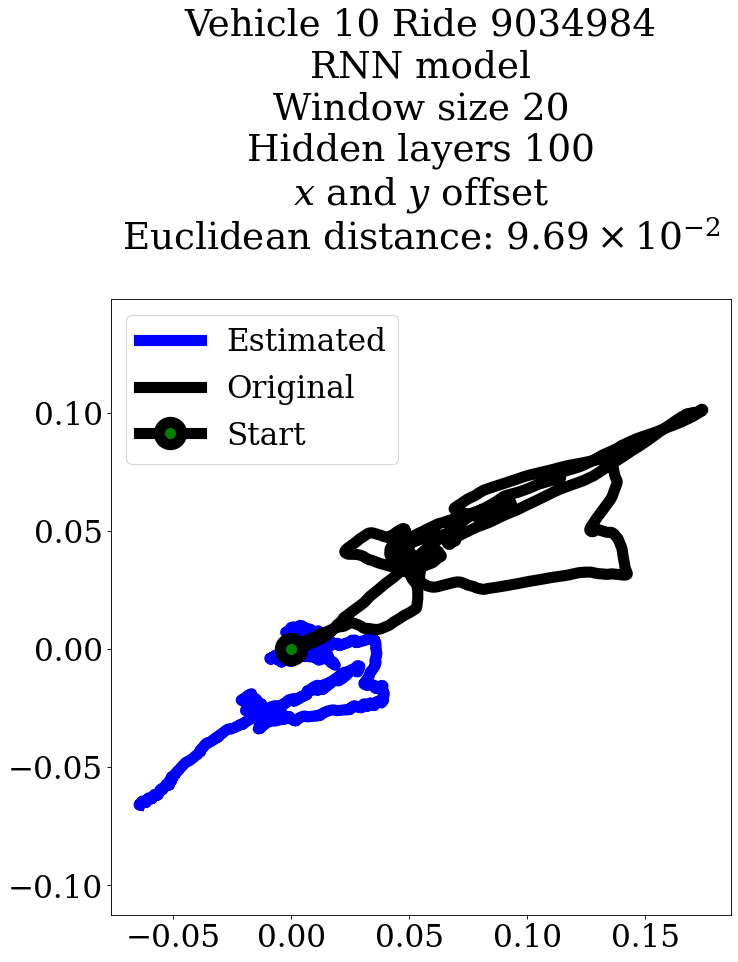 Vehicle 10 Ride 9034984
RNN model
Window size 20
Hidden layers 100
x and y offset
Euclidean distance: 9.69 × 10⁻²
Estimated
Original
Start
0.10
0.05
0.00
−0.05
−0.10
−0.05 0.00 0.05 0.10 0.15